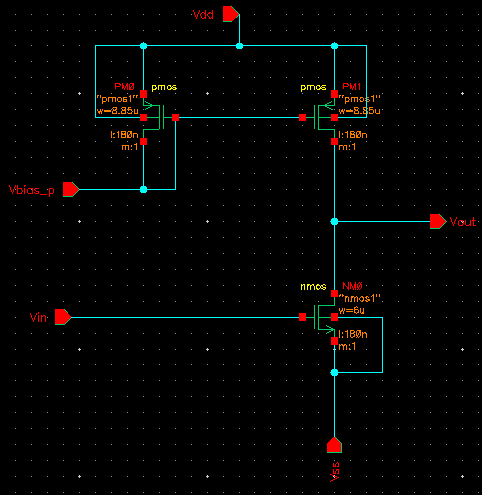 Vdd
PM0 pmos
"pmos1"
w=8.85u
l:180n
m:1
pmos PM1
"pmos1"
w=8.85u
l:180n
m:1
Vbias_p
Vout
nmos NM0
"nmos1"
w=6u
l:180n
m:1
Vin
Vss